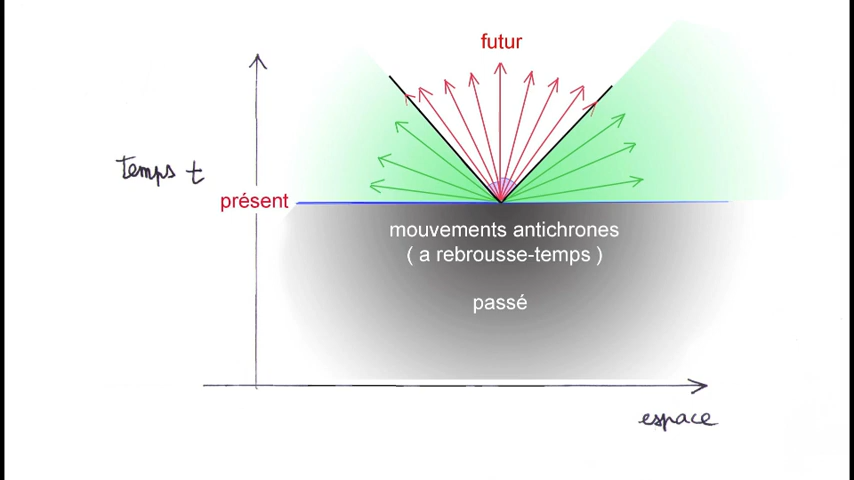 futur
temps t
présent
mouvements antichrones
( a rebrousse-temps )
passé
espace